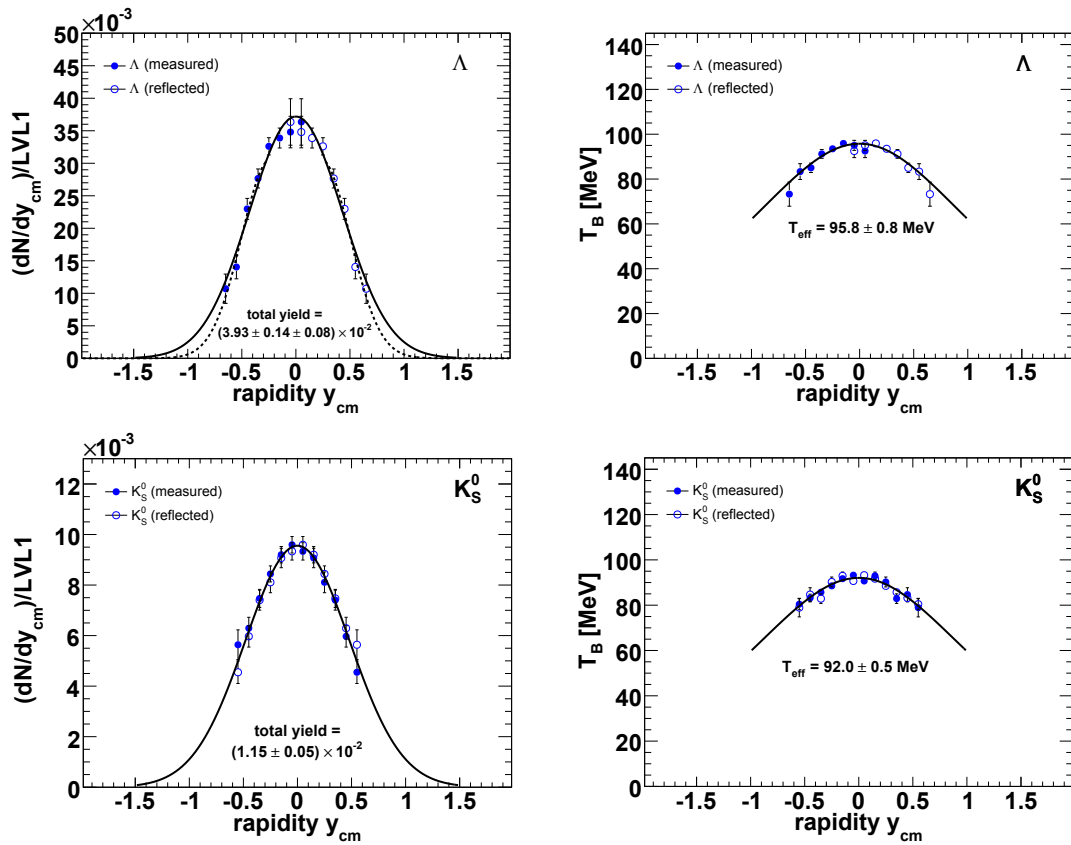 ×10⁻³
50
45
40
35
30
25
20
15
10
5
0
(dN/dy_cm)/LVL1
Λ (measured)
Λ (reflected)
Λ
total yield =
(3.93 ± 0.14 ± 0.08) × 10⁻²
-1.5 -1 -0.5 0 0.5 1 1.5
rapidity y_cm
140
120
100
80
60
40
20
0
T_B [MeV]
Λ (measured)
Λ (reflected)
Λ
T_eff = 95.8 ± 0.8 MeV
-1.5 -1 -0.5 0 0.5 1 1.5
rapidity y_cm
×10⁻³
12
10
8
6
4
2
0
(dN/dy_cm)/LVL1
K⁰_S (measured)
K⁰_S (reflected)
K⁰_S
total yield =
(1.15 ± 0.05) × 10⁻²
-1.5 -1 -0.5 0 0.5 1 1.5
rapidity y_cm
140
120
100
80
60
40
20
0
T_B [MeV]
K⁰_S (measured)
K⁰_S (reflected)
K⁰_S
T_eff = 92.0 ± 0.5 MeV
-1.5 -1 -0.5 0 0.5 1 1.5
rapidity y_cm